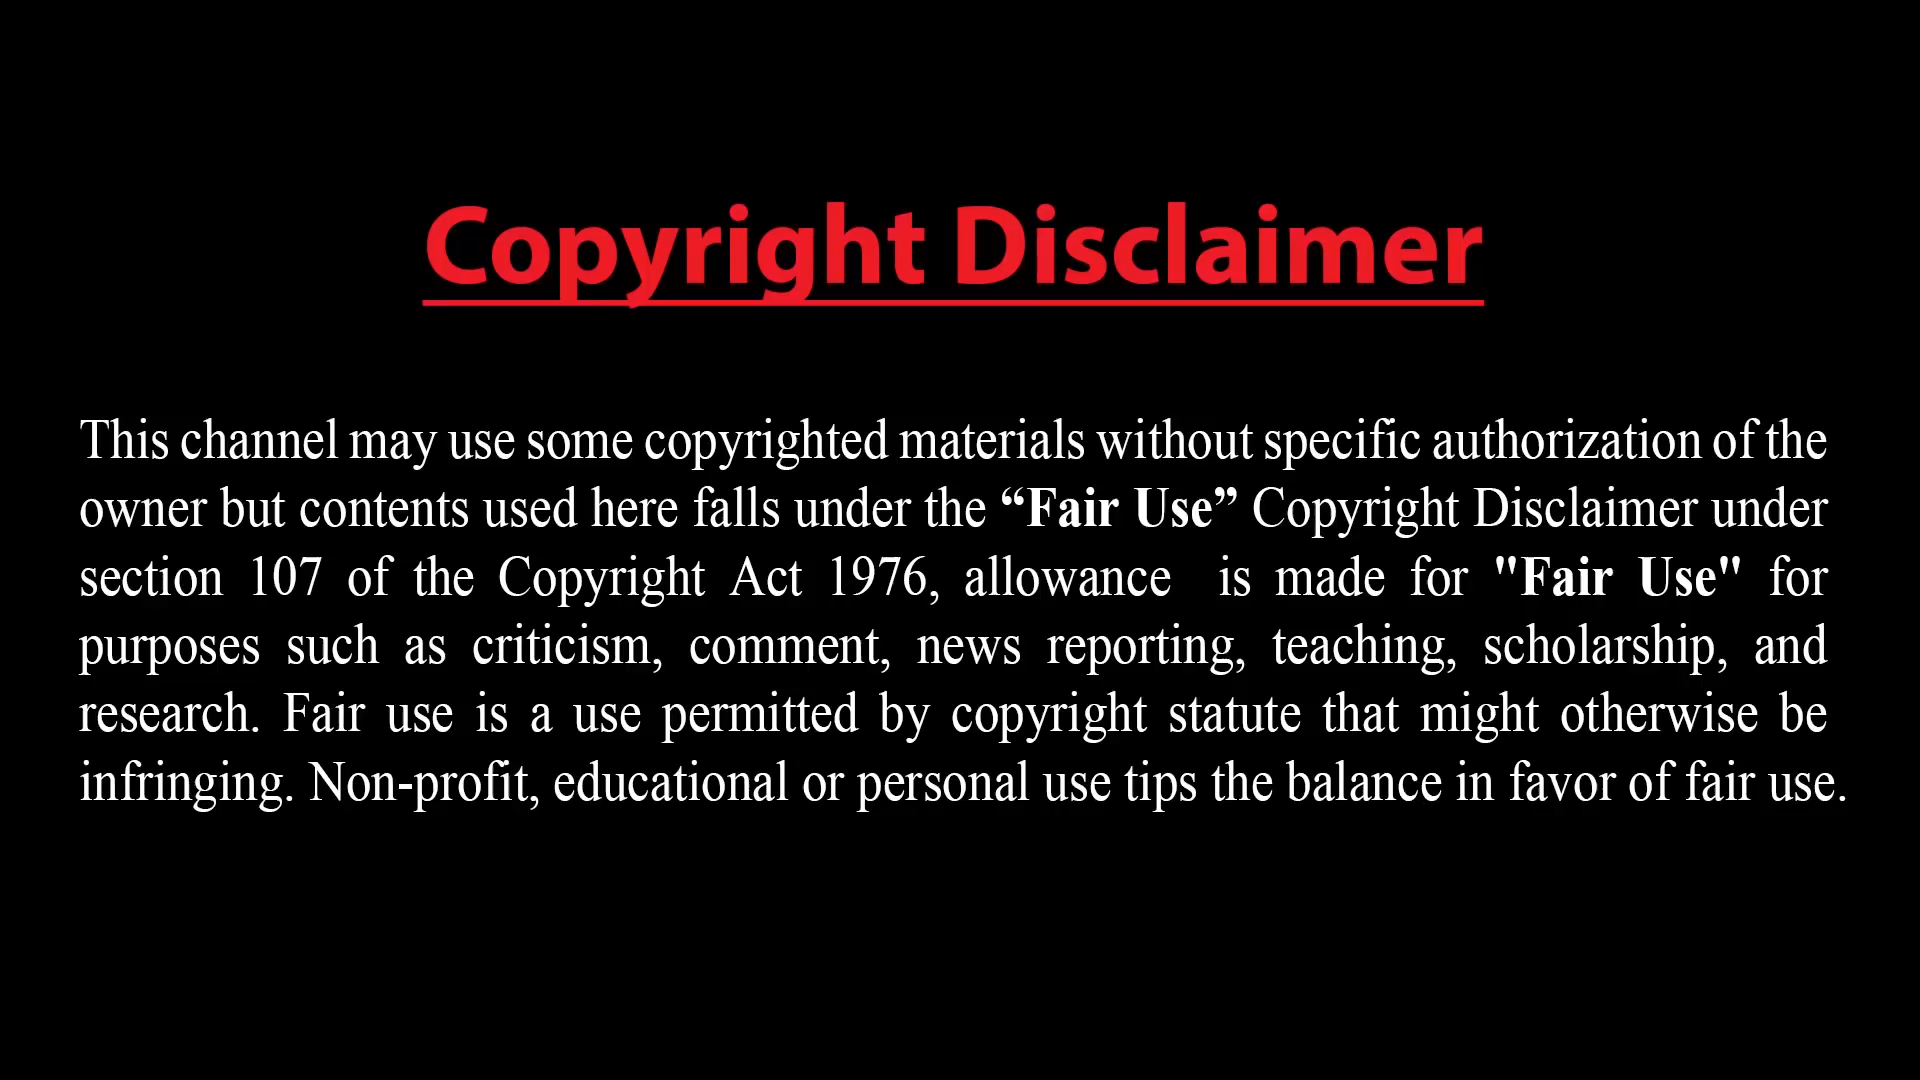 Copyright Disclaimer
This channel may use some copyrighted materials without specific authorization of the
owner but contents used here falls under the “Fair Use” Copyright Disclaimer under
section 107 of the Copyright Act 1976, allowance is made for "Fair Use" for
purposes such as criticism, comment, news reporting, teaching, scholarship, and
research. Fair use is a use permitted by copyright statute that might otherwise be
infringing. Non-profit, educational or personal use tips the balance in favor of fair use.